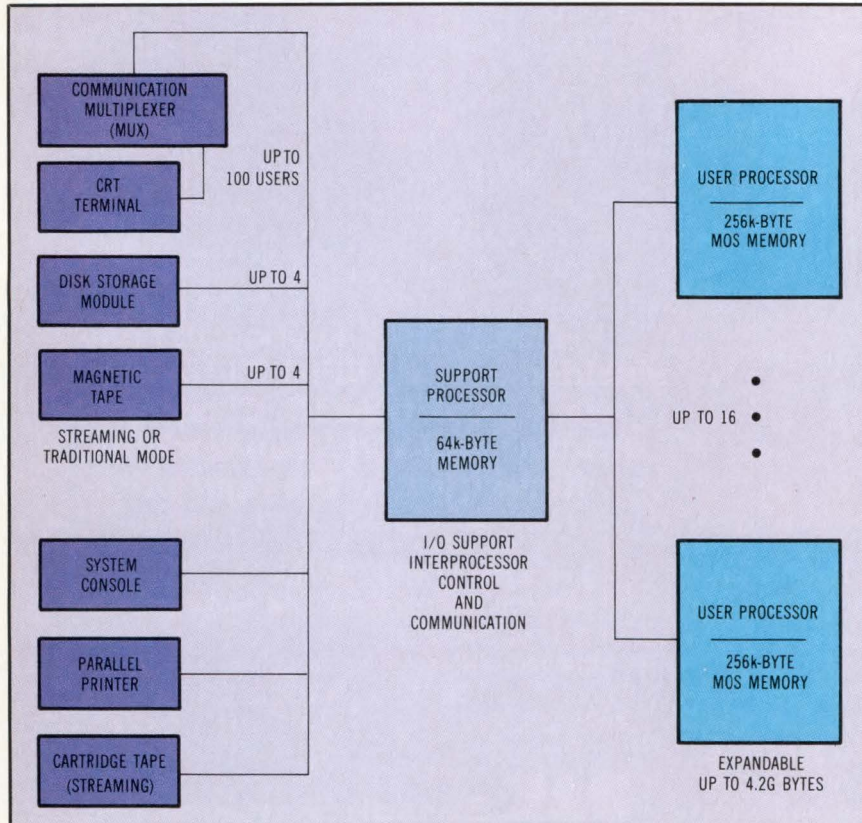 COMMUNICATION
MULTIPLEXER
(MUX)
UP TO
100 USERS
CRT
TERMINAL
DISK STORAGE
MODULE
UP TO 4
MAGNETIC
TAPE
UP TO 4
STREAMING OR
TRADITIONAL MODE
SYSTEM
CONSOLE
PARALLEL
PRINTER
CARTRIDGE TAPE
(STREAMING)
SUPPORT
PROCESSOR
64k-BYTE
MEMORY
I/O SUPPORT
INTERPROCESSOR
CONTROL
AND
COMMUNICATION
USER PROCESSOR
256k-BYTE
MOS MEMORY
UP TO 16
USER PROCESSOR
256k-BYTE
MOS MEMORY
EXPANDABLE
UP TO 4.2G BYTES